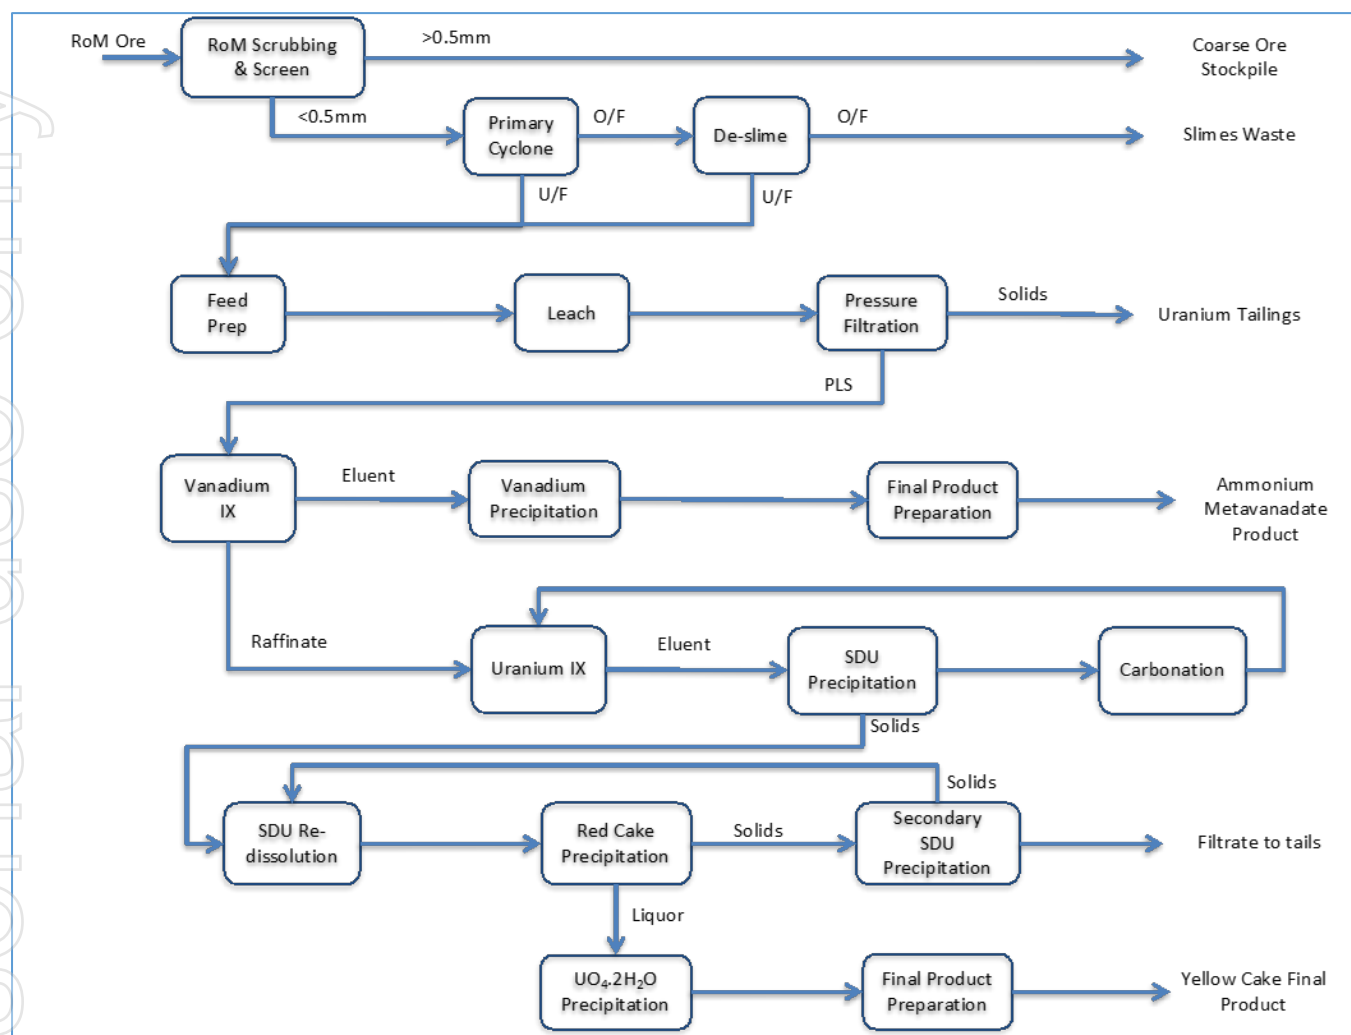 RoM Ore
RoM Scrubbing
& Screen
>0.5mm
Coarse Ore
Stockpile
<0.5mm
Primary
Cyclone
O/F
De-slime
O/F
Slimes Waste
U/F
U/F
Feed
Prep
Leach
Pressure
Filtration
Solids
Uranium Tailings
PLS
Vanadium
IX
Eluent
Vanadium
Precipitation
Final Product
Preparation
Ammonium
Metavanadate
Product
Raffinate
Uranium IX
Eluent
SDU
Precipitation
Carbonation
Solids
Solids
SDU Re-
dissolution
Red Cake
Precipitation
Solids
Secondary
SDU
Precipitation
Filtrate to tails
Liquor
UO₄.2H₂O
Precipitation
Final Product
Preparation
Yellow Cake Final
Product